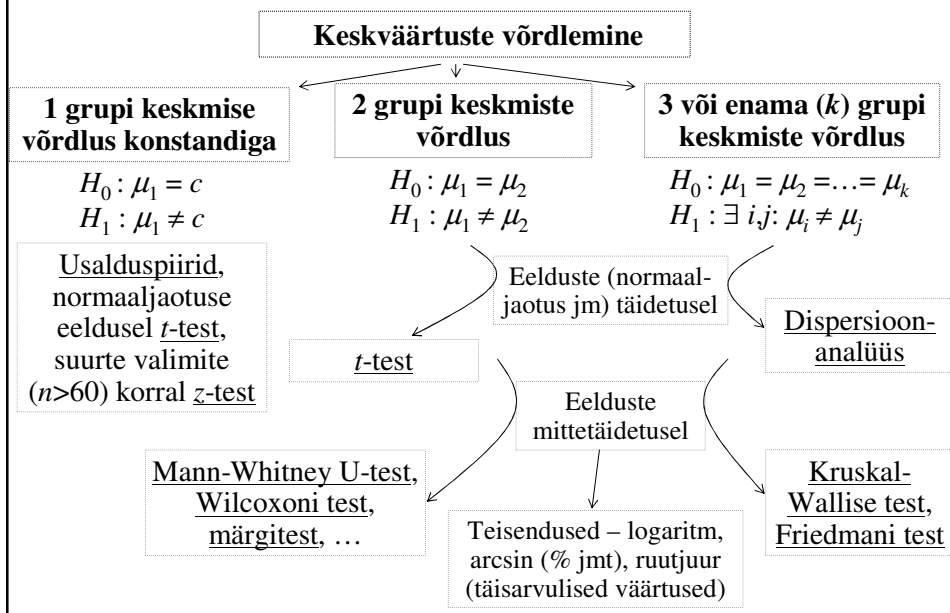 Keskväärtuste võrdlemine
1 grupi keskmise
võrdlus konstandiga
H₀ : μ₁ = c
H₁ : μ₁ ≠ c
Usalduspiirid,
normaaljaotuse
eeldusel t-test,
suurte valimite
(n>60) korral z-test
2 grupi keskmiste
võrdlus
H₀ : μ₁ = μ₂
H₁ : μ₁ ≠ μ₂
3 või enama (k) grupi
keskmiste võrdlus
H₀ : μ₁ = μ₂ =…= μₖ
H₁ : ∃ i,j: μᵢ ≠ μⱼ
Eelduste (normaal-
jaotus jm) täidetusel
t-test
Dispersioon-
analüüs
Eelduste
mittetäidetusel
Mann-Whitney U-test,
Wilcoxoni test,
märgitest, …
Teisendused – logaritm,
arcsin (% jmt), ruutjuur
(täisarvulised väärtused)
Kruskal-
Wallise test,
Friedmani test